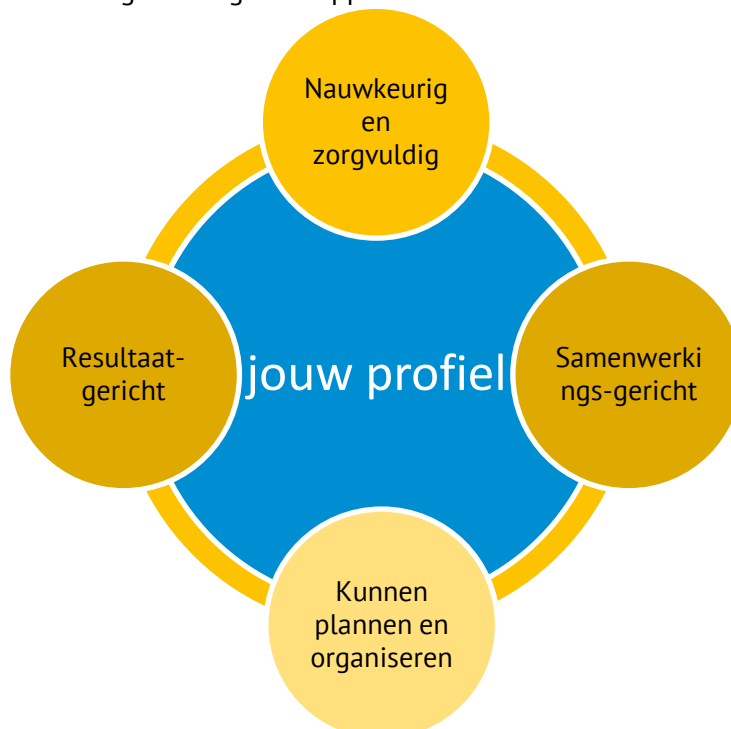 Nauwkeurig
en
zorgvuldig
Resultaat-
gericht
jouw profiel
Samenwerki
ngs-gericht
Kunnen
plannen en
organiseren